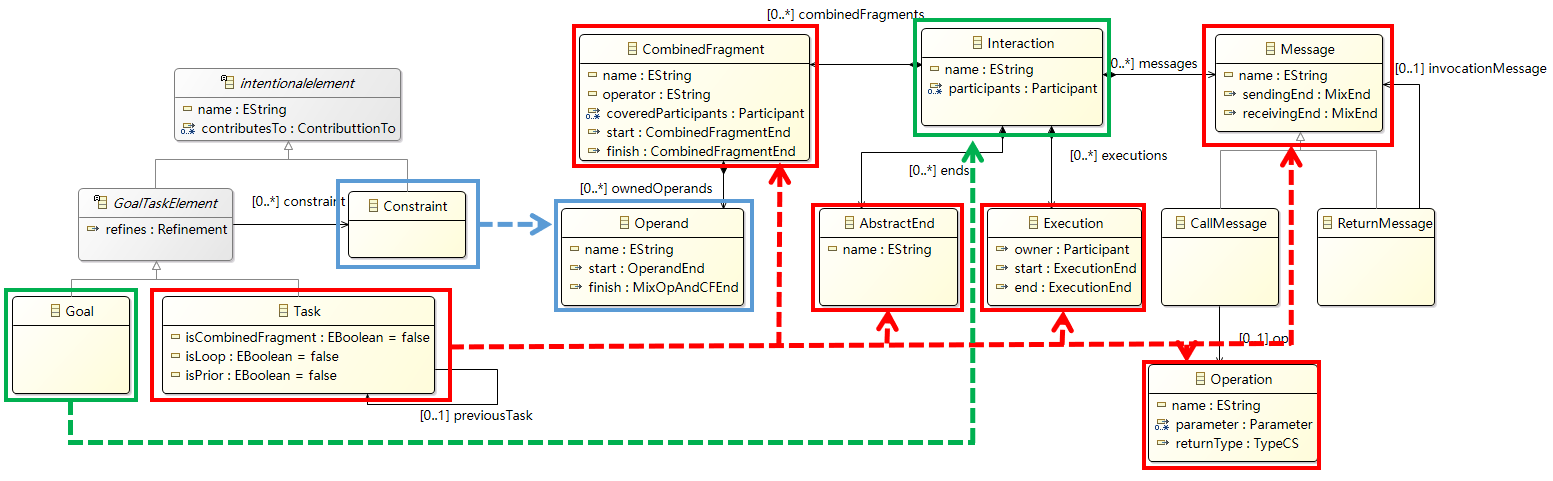 [0..*] combinedFragments
CombinedFragment
name : EString
operator : EString
coveredParticipants : Participant
start : CombinedFragmentEnd
finish : CombinedFragmentEnd
Interaction
name : EString
participants : Participant
0..*] messages
Message
name : EString
sendingEnd : MixEnd
receivingEnd : MixEnd
[0..1] invocationMessage
intentionalelement
name : EString
contributesTo : ContributtionTo
[0..*] ends
[0..*] executions
[0..*] ownedOperands
GoalTaskElement
refines : Refinement
[0..*] constraint
Constraint
Operand
name : EString
start : OperandEnd
finish : MixOpAndCFEnd
AbstractEnd
name : EString
Execution
owner : Participant
start : ExecutionEnd
end : ExecutionEnd
CallMessage
ReturnMessage
Goal
Task
isCombinedFragment : EBoolean = false
isLoop : EBoolean = false
isPrior : EBoolean = false
[0..1] previousTask
[0..1] op
Operation
name : EString
parameter : Parameter
returnType : TypeCS